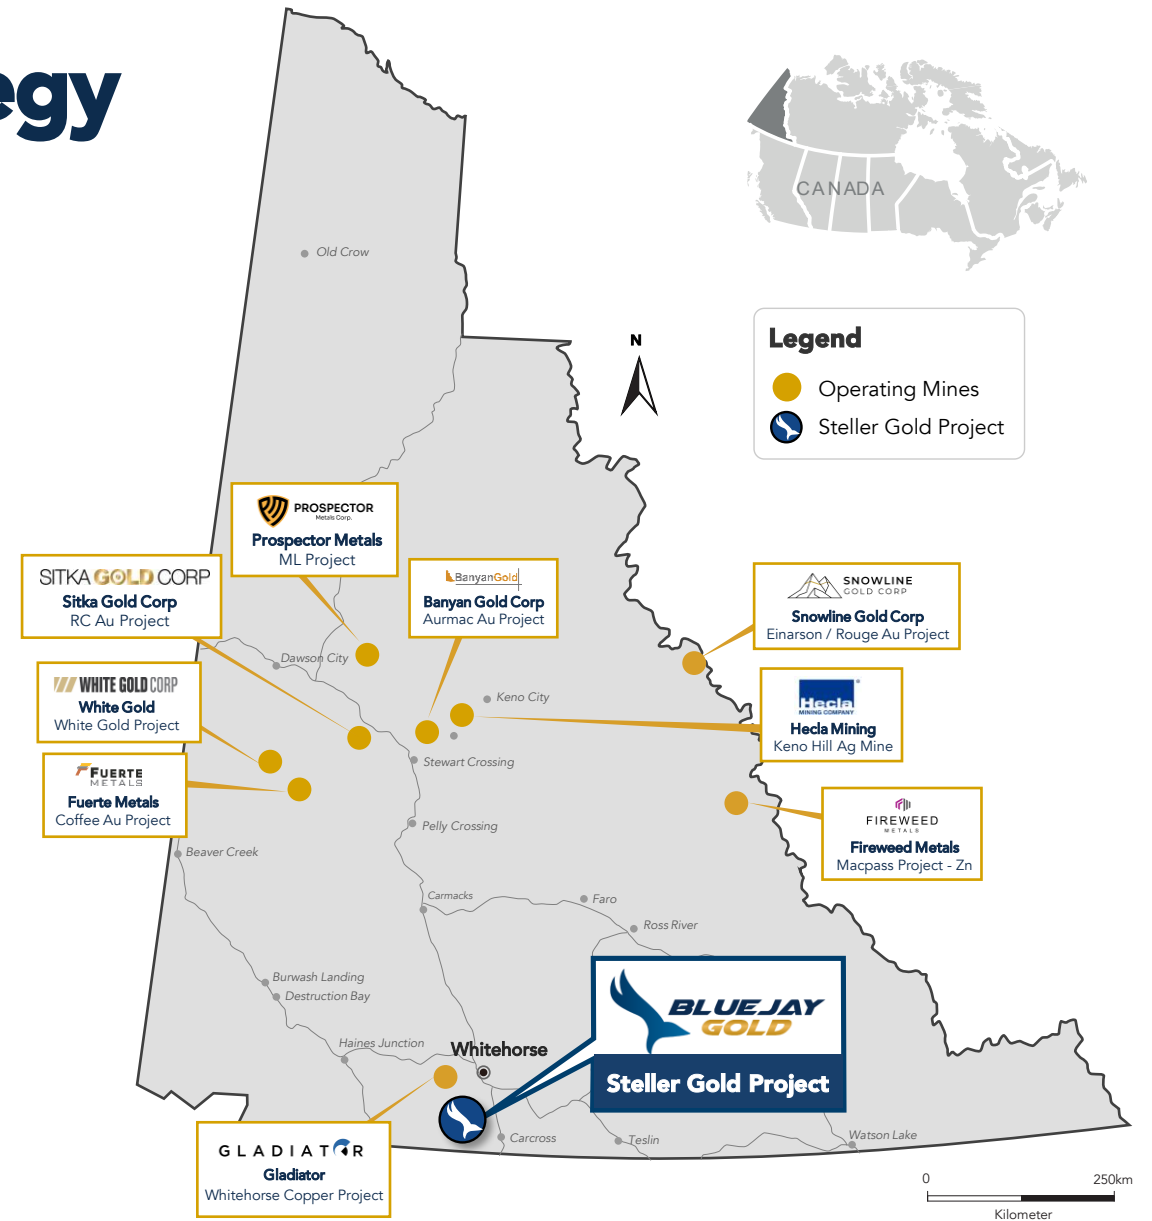 egy
CANADA
Old Crow
N
Legend
Operating Mines
Steller Gold Project
PROSPECTOR
Metals Corp.
Prospector Metals
ML Project
SITKA GOLD CORP
Sitka Gold Corp
RC Au Project
BanyanGold
Banyan Gold Corp
Aurmac Au Project
SNOWLINE
GOLD CORP
Snowline Gold Corp
Einarson / Rouge Au Project
Dawson City
WHITE GOLD CORP
White Gold
White Gold Project
Keno City
Hecla
MINING COMPANY
Hecla Mining
Keno Hill Ag Mine
Stewart Crossing
FUERTE
METALS
Fuerte Metals
Coffee Au Project
FIREWEED
METALS
Fireweed Metals
Macpass Project - Zn
Pelly Crossing
Beaver Creek
Carmacks
Faro
Ross River
Burwash Landing
Destruction Bay
BLUEJAY
GOLD
Steller Gold Project
Haines Junction
Whitehorse
GLADIATOR
Gladiator
Whitehorse Copper Project
Carcross
Teslin
Watson Lake
0 250km
Kilometer